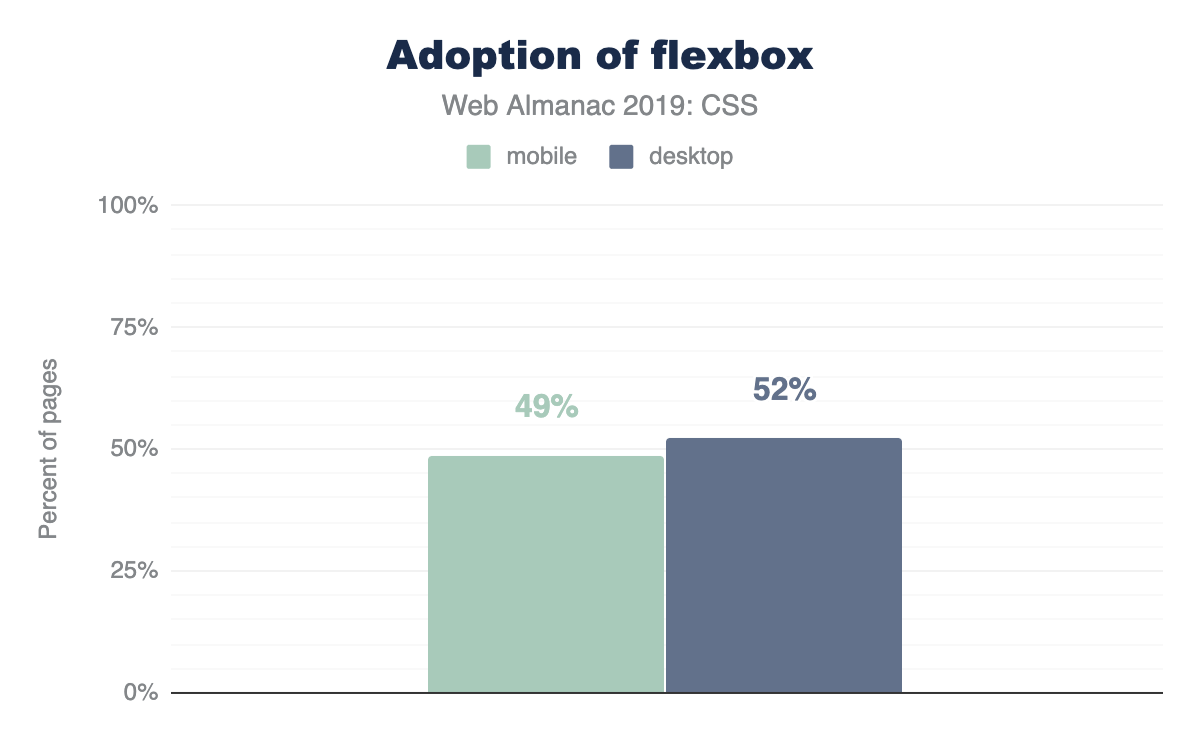 Adoption of flexbox
Web Almanac 2019: CSS
mobile desktop
100%
75%
50%
25%
0%
Percent of pages
49%
52%